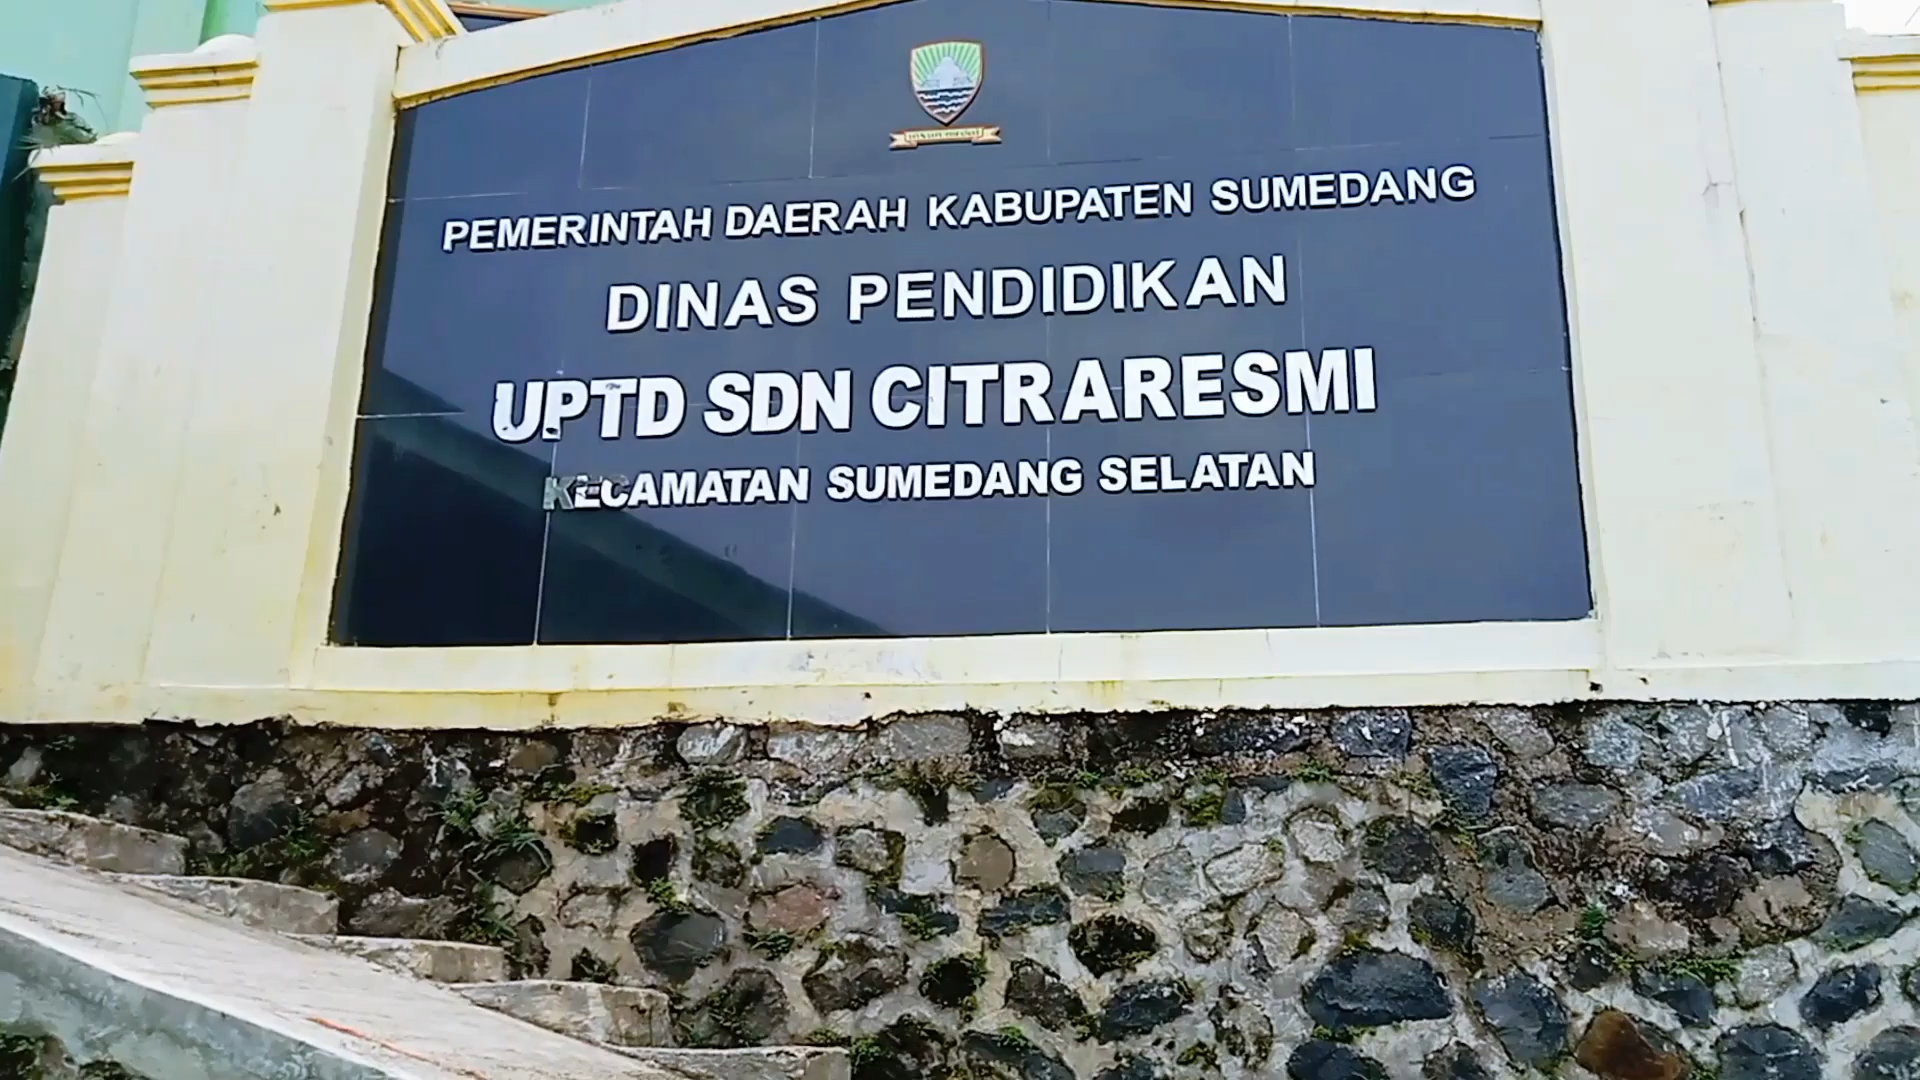 PEMERINTAH DAERAH KABUPATEN SUMEDANG
DINAS PENDIDIKAN
UPTD SDN CITRARESMI
KECAMATAN SUMEDANG SELATAN